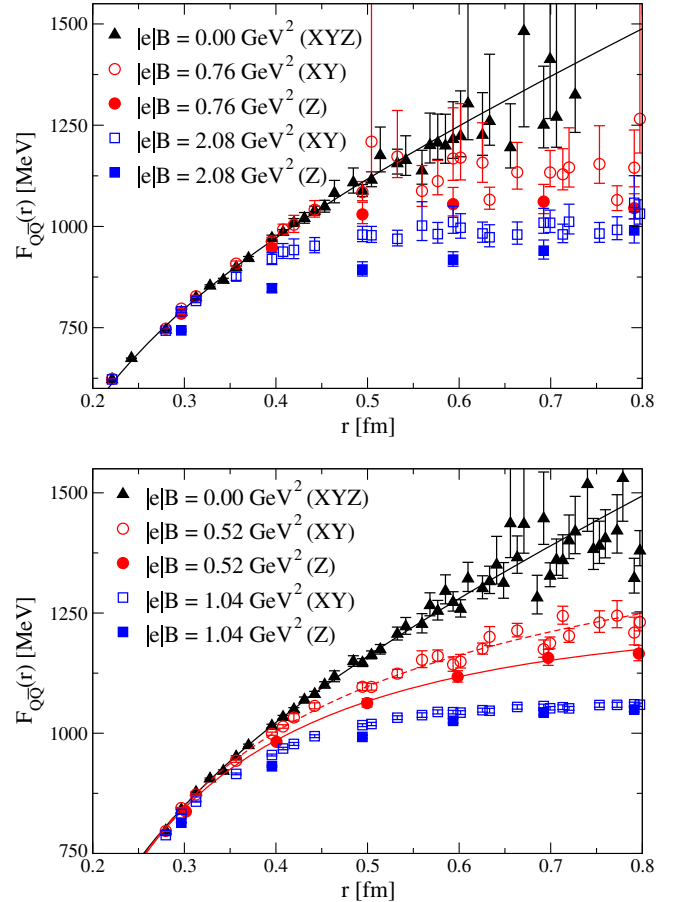 1500
1250
1000
750
F_{QQ̅}(r) [MeV]
|e|B = 0.00 GeV² (XYZ)
|e|B = 0.76 GeV² (XY)
|e|B = 0.76 GeV² (Z)
|e|B = 2.08 GeV² (XY)
|e|B = 2.08 GeV² (Z)
0.2 0.3 0.4 0.5 0.6 0.7 0.8
r [fm]
1500
1250
1000
750
F_{QQ̅}(r) [MeV]
|e|B = 0.00 GeV² (XYZ)
|e|B = 0.52 GeV² (XY)
|e|B = 0.52 GeV² (Z)
|e|B = 1.04 GeV² (XY)
|e|B = 1.04 GeV² (Z)
0.2 0.3 0.4 0.5 0.6 0.7 0.8
r [fm]